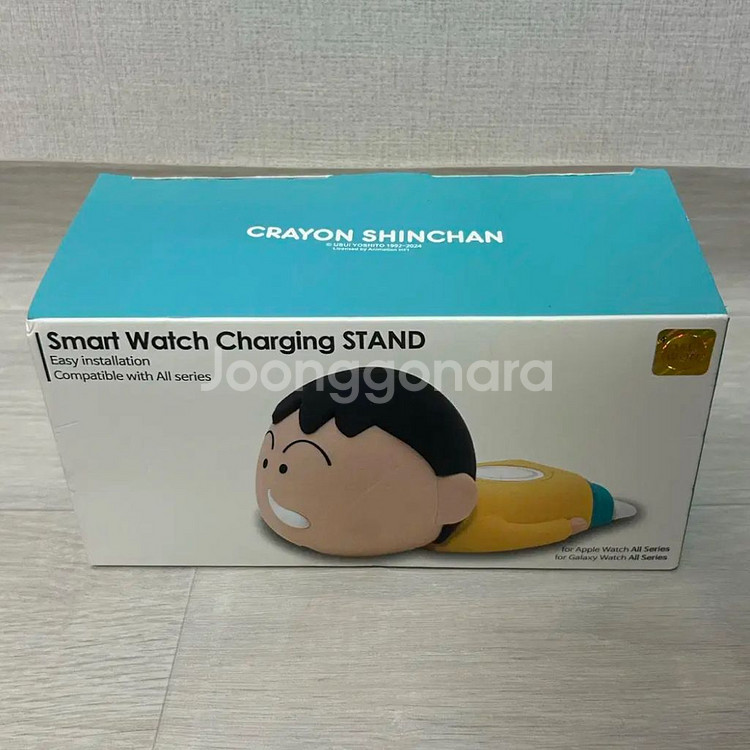 CRAYON SHINCHAN
© USUI YOSHITO 1992-2024
Licensed by Animation Int'l
Smart Watch Charging STAND
Easy installation
Compatible with All series
Joonggonara
for Apple Watch All Series
for Galaxy Watch All Series